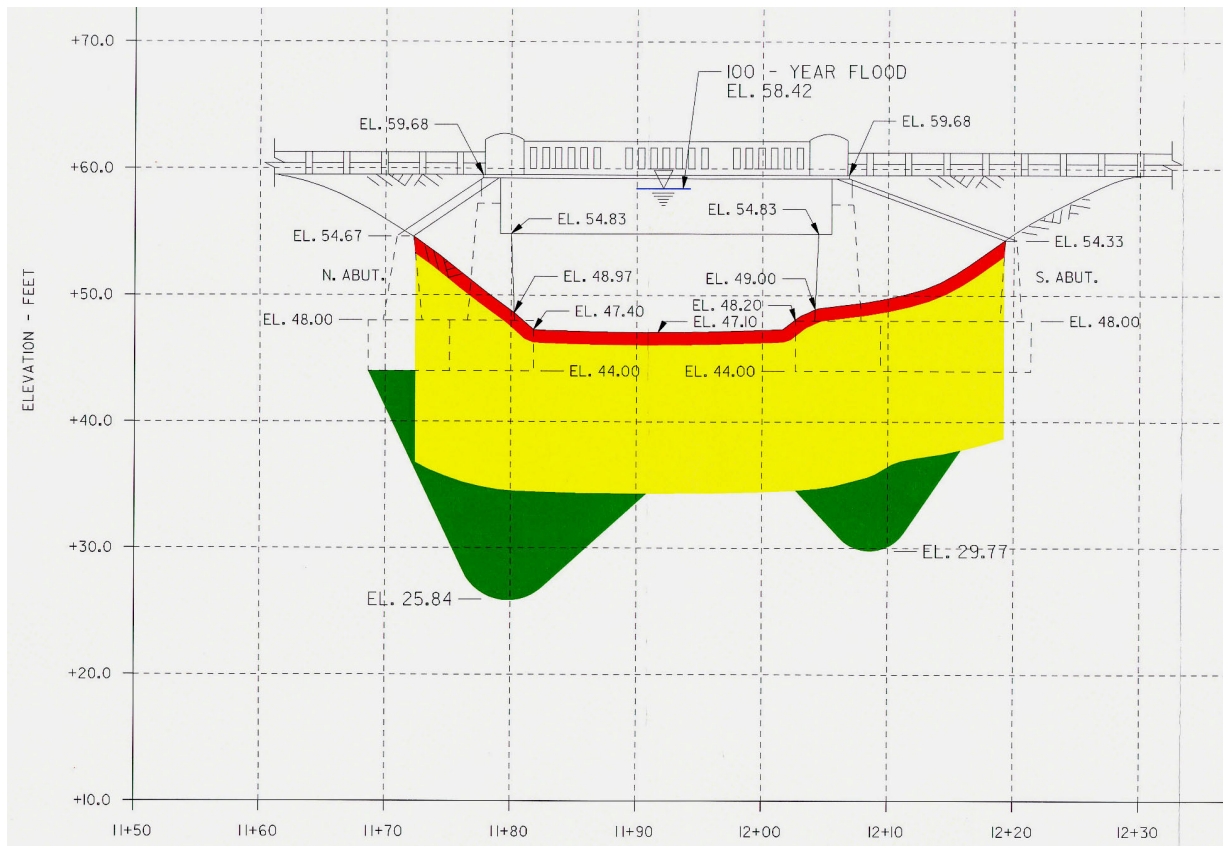 +70.0
100 - YEAR FLOOD
EL. 58.42
EL. 59.68
EL. 59.68
+60.0
EL. 54.83
EL. 54.83
EL. 54.67
EL. 54.33
N. ABUT.
EL. 48.97
EL. 49.00
S. ABUT.
+50.0
EL. 47.40
EL. 48.20
EL. 48.00
EL. 47.10
EL. 48.00
EL. 44.00
EL. 44.00
ELEVATION - FEET
+40.0
+30.0
EL. 29.77
EL. 25.84
+20.0
+10.0
11+50
11+60
11+70
11+80
11+90
12+00
12+10
12+20
12+30